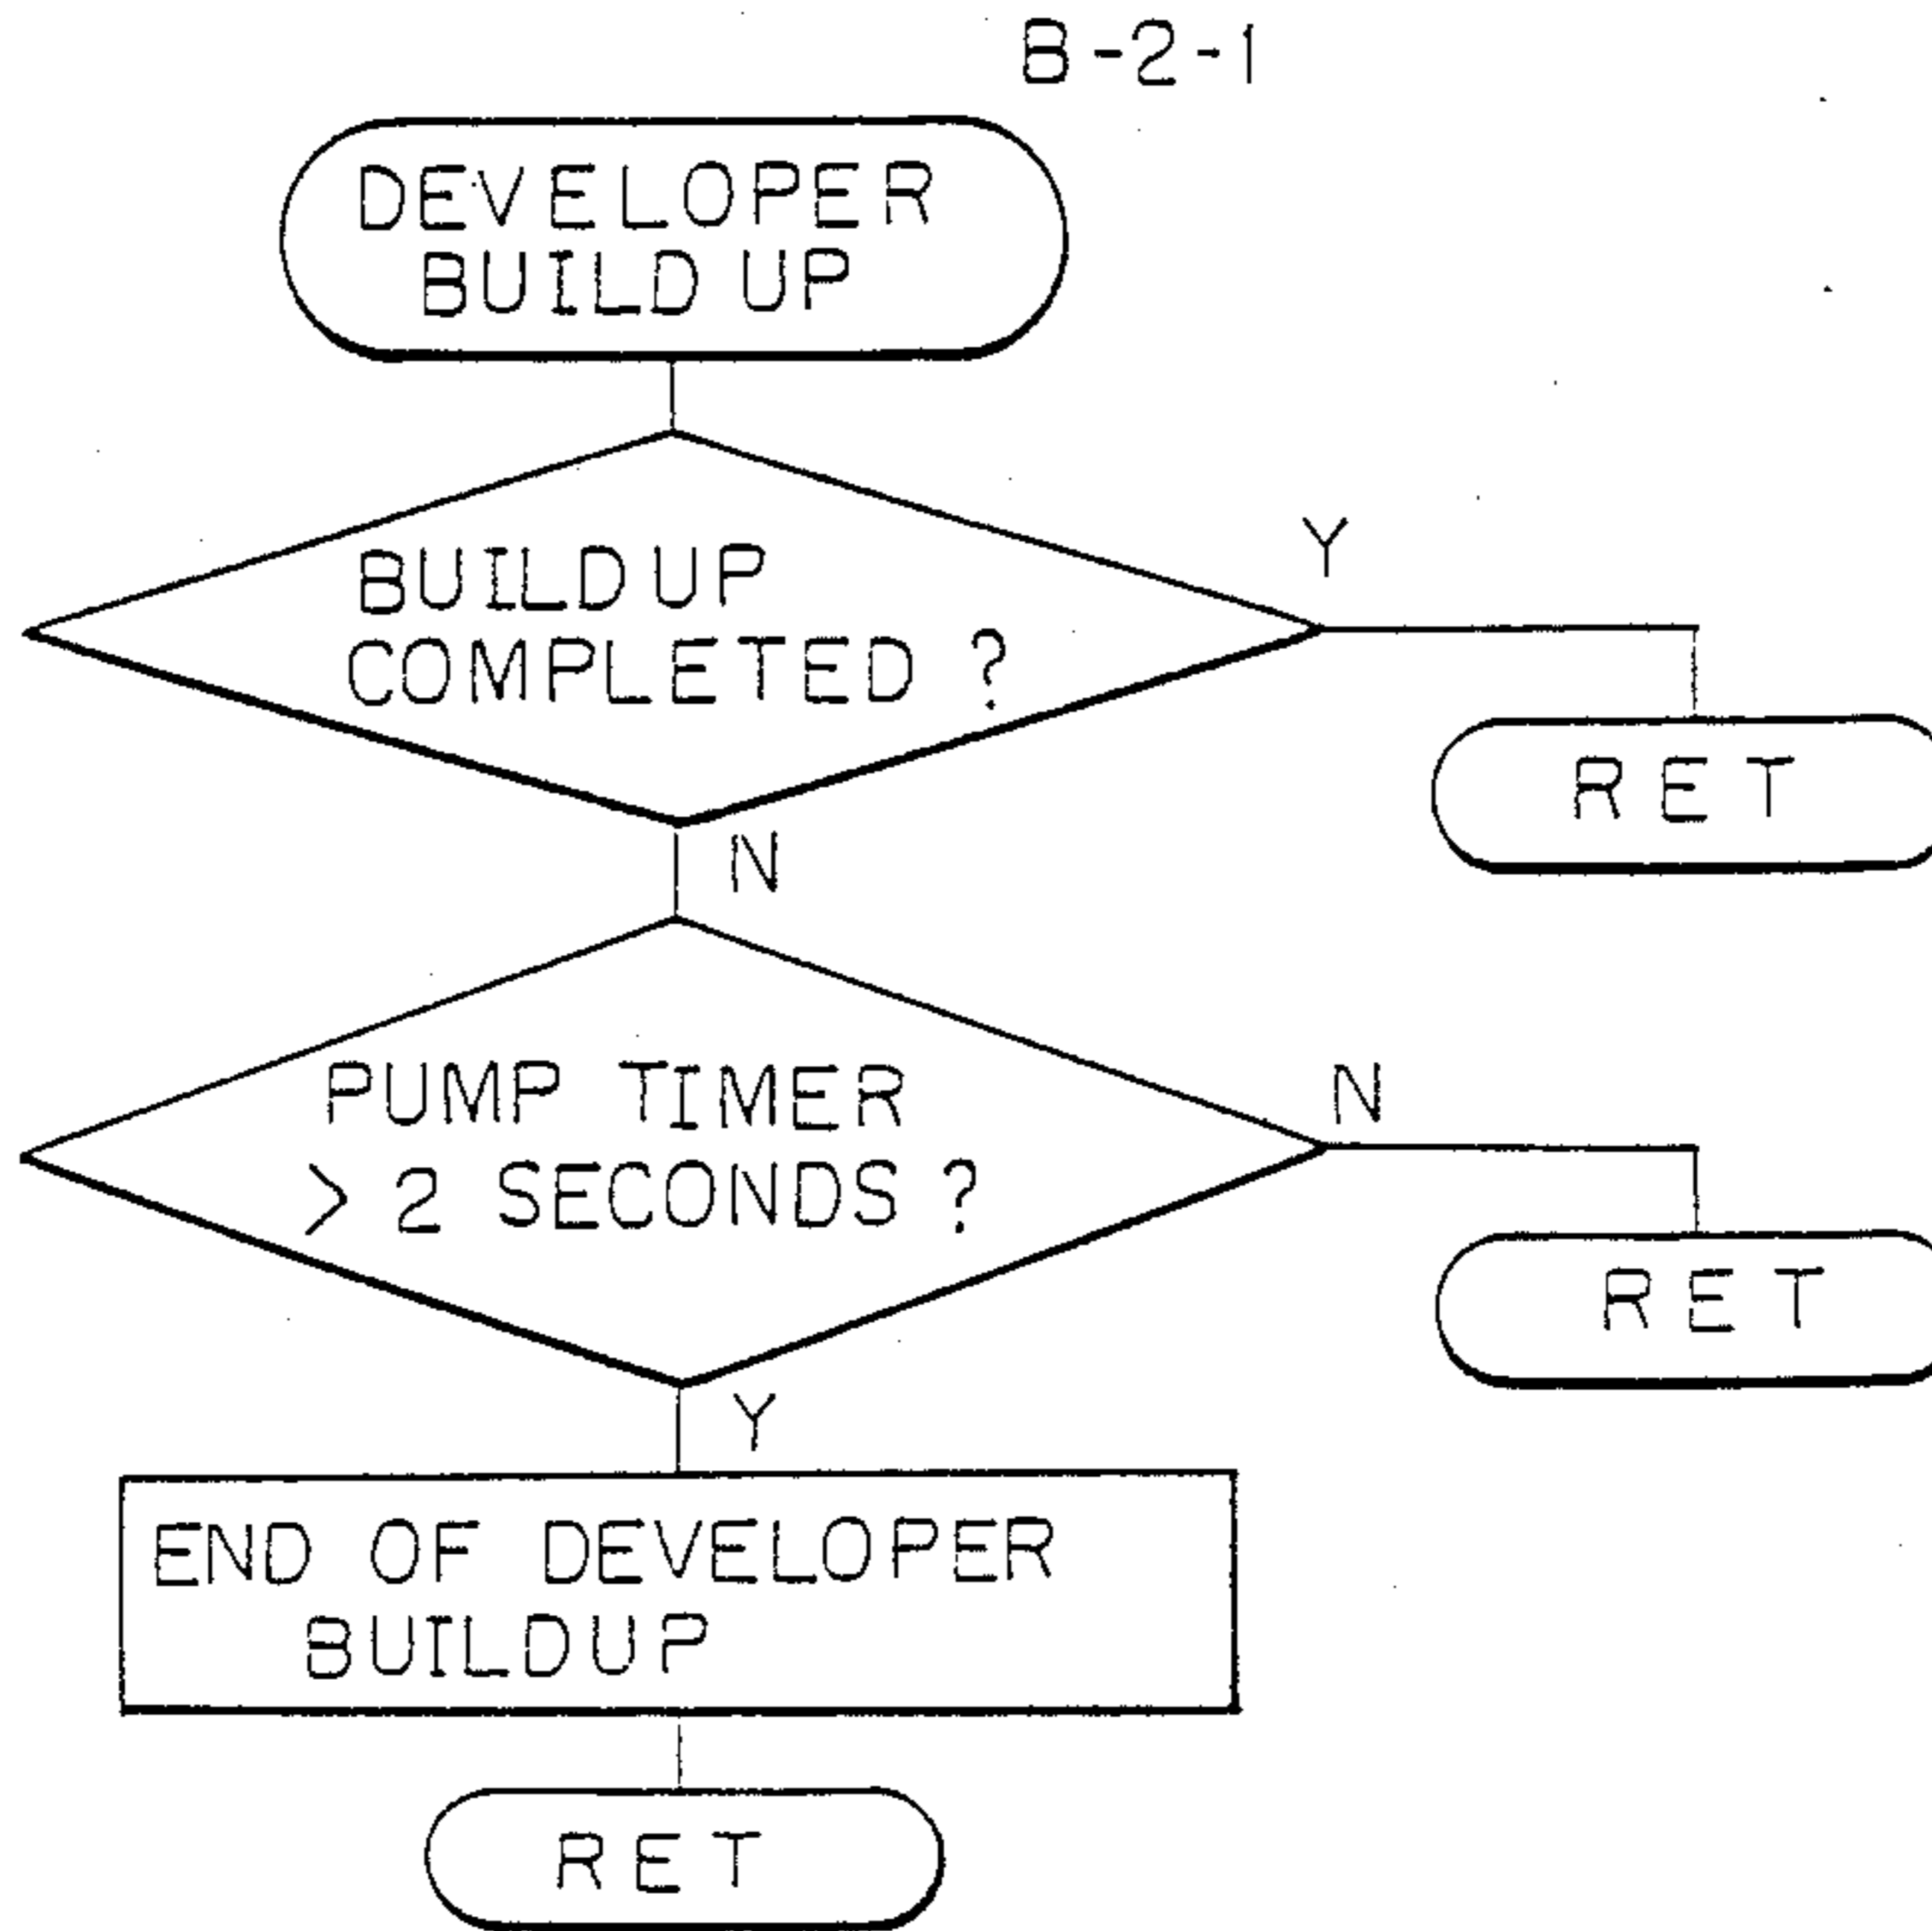 B-2-1
DEVELOPER
BUILD UP
BUILDUP
COMPLETED ?
Y
RET
N
PUMP TIMER
> 2 SECONDS ?
N
RET
Y
END OF DEVELOPER
BUILDUP
RET